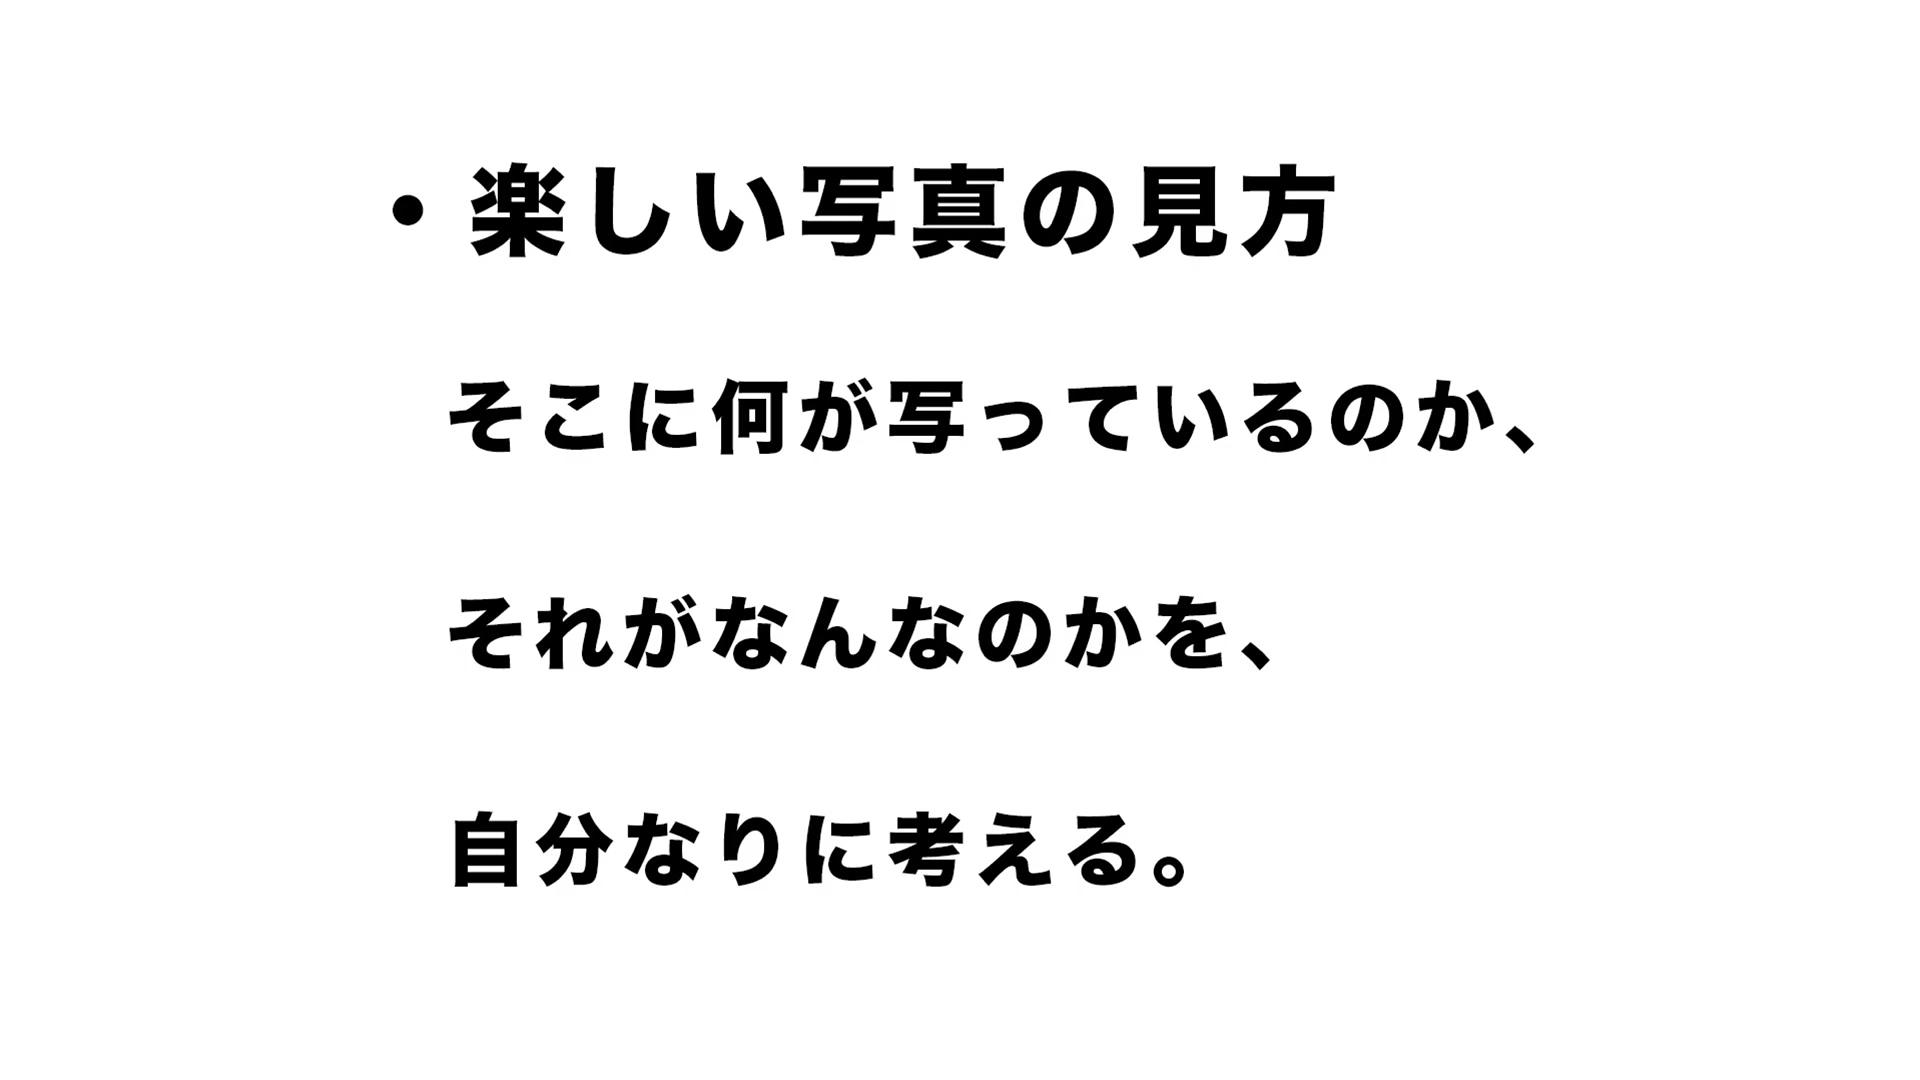 ・楽しい写真の見方
そこに何が写っているのか、
それがなんなのかを、
自分なりに考える。